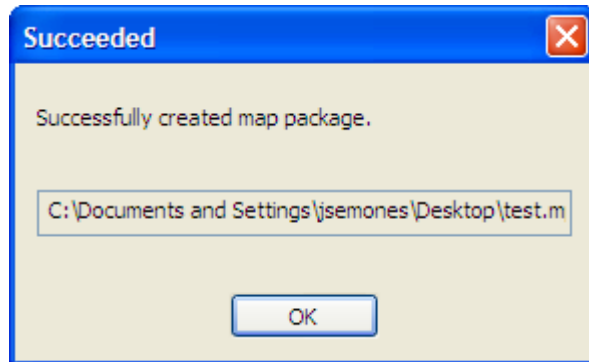 Succeeded
Successfully created map package.
C:\Documents and Settings\jsemones\Desktop\test.m
OK